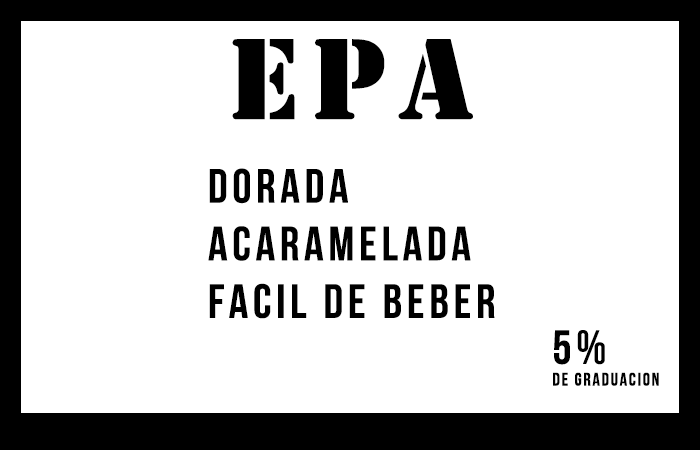 EPA
DORADA
ACARAMELADA
FACIL DE BEBER
5%
DE GRADUACION